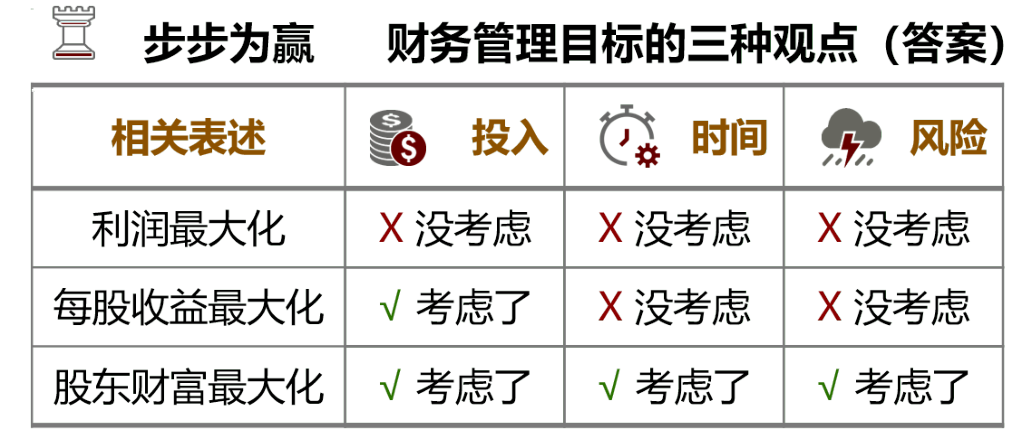 步步为赢 财务管理目标的三种观点（答案）
相关表述 投入 时间 风险
利润最大化 X 没考虑 X 没考虑 X 没考虑
每股收益最大化 √ 考虑了 X 没考虑 X 没考虑
股东财富最大化 √ 考虑了 √ 考虑了 √ 考虑了